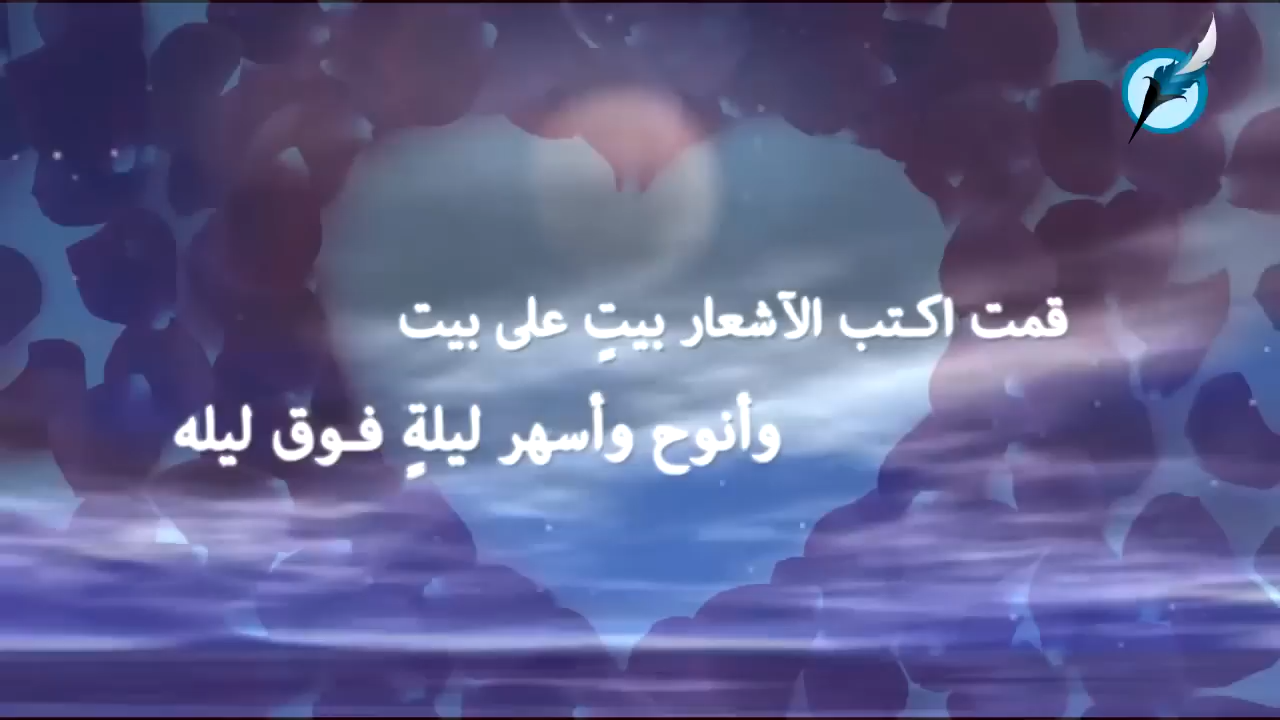 قمت اكتب الآشعار بيتٍ على بيت
وأنوح وأسهر ليلةٍ فوق ليله